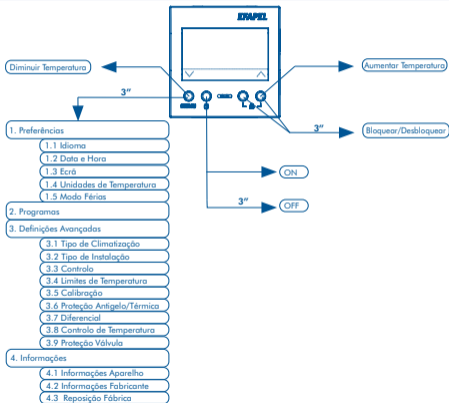 EFAPEL
Diminuir Temperatura
Aumentar Temperatura
3"
3"
Bloquear/Desbloquear
ON
3"
OFF
1. Preferências
1.1 Idioma
1.2 Data e Hora
1.3 Ecrã
1.4 Unidades de Temperatura
1.5 Modo Férias
2. Programas
3. Definições Avançadas
3.1 Tipo de Climatização
3.2 Tipo de Instalação
3.3 Controlo
3.4 Limites de Temperatura
3.5 Calibração
3.6 Proteção Antigelo/Térmica
3.7 Diferencial
3.8 Controlo de Temperatura
3.9 Proteção Válvula
4. Informações
4.1 Informações Aparelho
4.2 Informações Fabricante
4.3 Reposição Fábrica